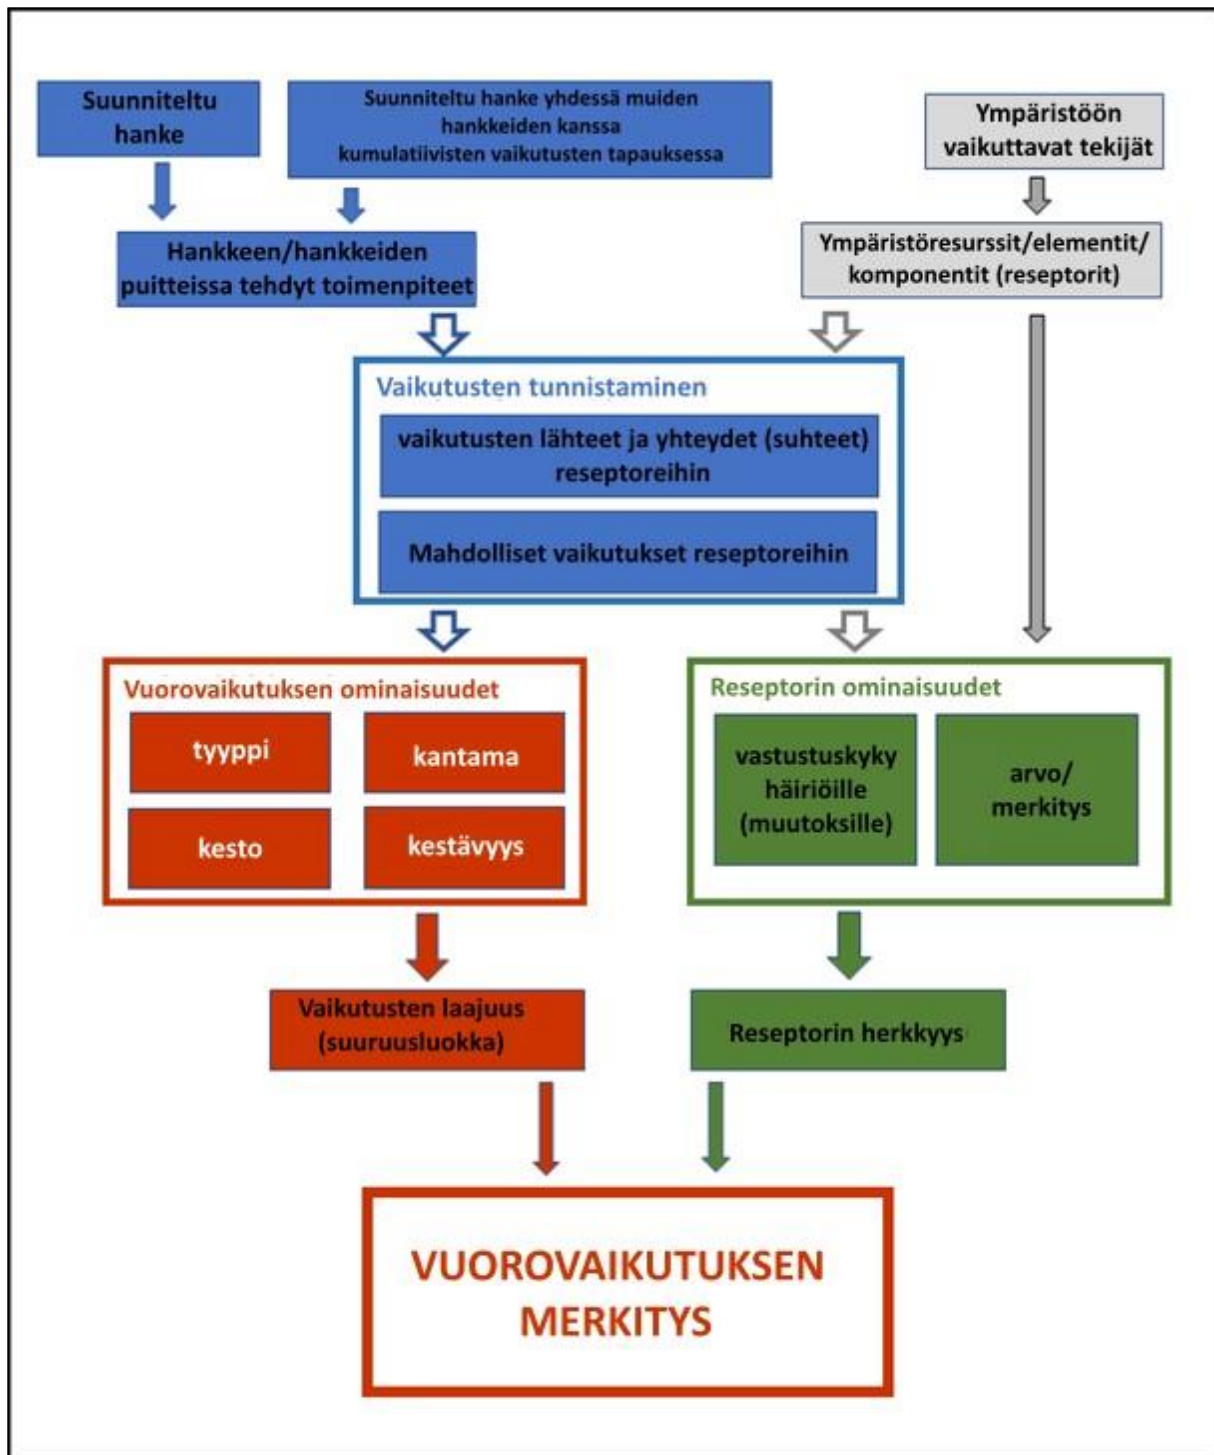 Suunniteltu
hanke
Suunniteltu hanke yhdessä muiden
hankkeiden kanssa
kumulatiivisten vaikutusten tapauksessa
Ympäristöön
vaikuttavat tekijät
Hankkeen/hankkeiden
puitteissa tehdyt toimenpiteet
Ympäristöresurssit/elementit/
komponentit (reseptorit)
Vaikutusten tunnistaminen
vaikutusten lähteet ja yhteydet (suhteet)
reseptoreihin
Mahdolliset vaikutukset reseptoreihin
Vuorovaikutuksen ominaisuudet
tyyppi
kantama
kesto
kestävyys
Reseptorin ominaisuudet
vastustuskyky
häiriöille
(muutoksille)
arvo/
merkitys
Vaikutusten laajuus
(suuruusluokka)
Reseptorin herkkyys
VUOROVAIKUTUKSEN
MERKITYS